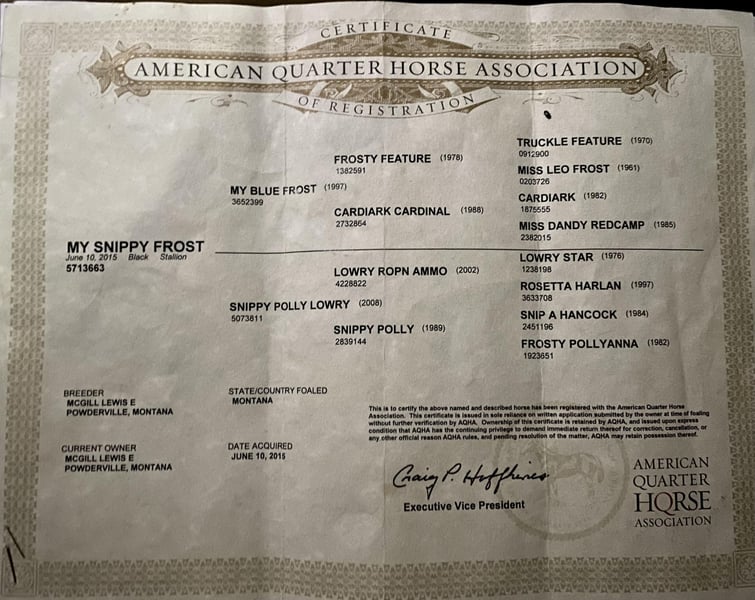 CERTIFICATE
AMERICAN QUARTER HORSE ASSOCIATION
OF REGISTRATION
MY SNIPPY FROST
June 10, 2015 Black Stallion
5713663
MY BLUE FROST (1997)
3652399
SNIPPY POLLY LOWRY (2008)
5073811
FROSTY FEATURE (1978)
1382591
CARDIARK CARDINAL (1988)
2732864
LOWRY ROPN AMMO (2002)
4228822
SNIPPY POLLY (1989)
2839144
TRUCKLE FEATURE (1970)
0912900
MISS LEO FROST (1961)
0203726
CARDIARK (1982)
1875555
MISS DANDY REDCAMP (1985)
2382015
LOWRY STAR (1976)
1238198
ROSETTA HARLAN (1997)
3633708
SNIP A HANCOCK (1984)
2451196
FROSTY POLLYANNA (1982)
1923651
BREEDER
MCGILL LEWIS E
POWDERVILLE, MONTANA
STATE/COUNTRY FOALED
MONTANA
CURRENT OWNER
MCGILL LEWIS E
POWDERVILLE, MONTANA
DATE ACQUIRED
JUNE 10, 2015
This is to certify the above named and described horse has been registered with the American Quarter Horse
Association. This certificate is issued in sole reliance on written application submitted by the owner at time of foaling
without further verification by AQHA. Ownership of this certificate is retained by AQHA, and issued upon express
condition that AQHA has the continuing privilege to demand immediate return thereof for correction, cancellation, or
any other official reason AQHA rules, and pending resolution of the matter, AQHA may retain possession thereof.
Craig P. Huffhines
Executive Vice President
AMERICAN
QUARTER
HORSE
ASSOCIATION